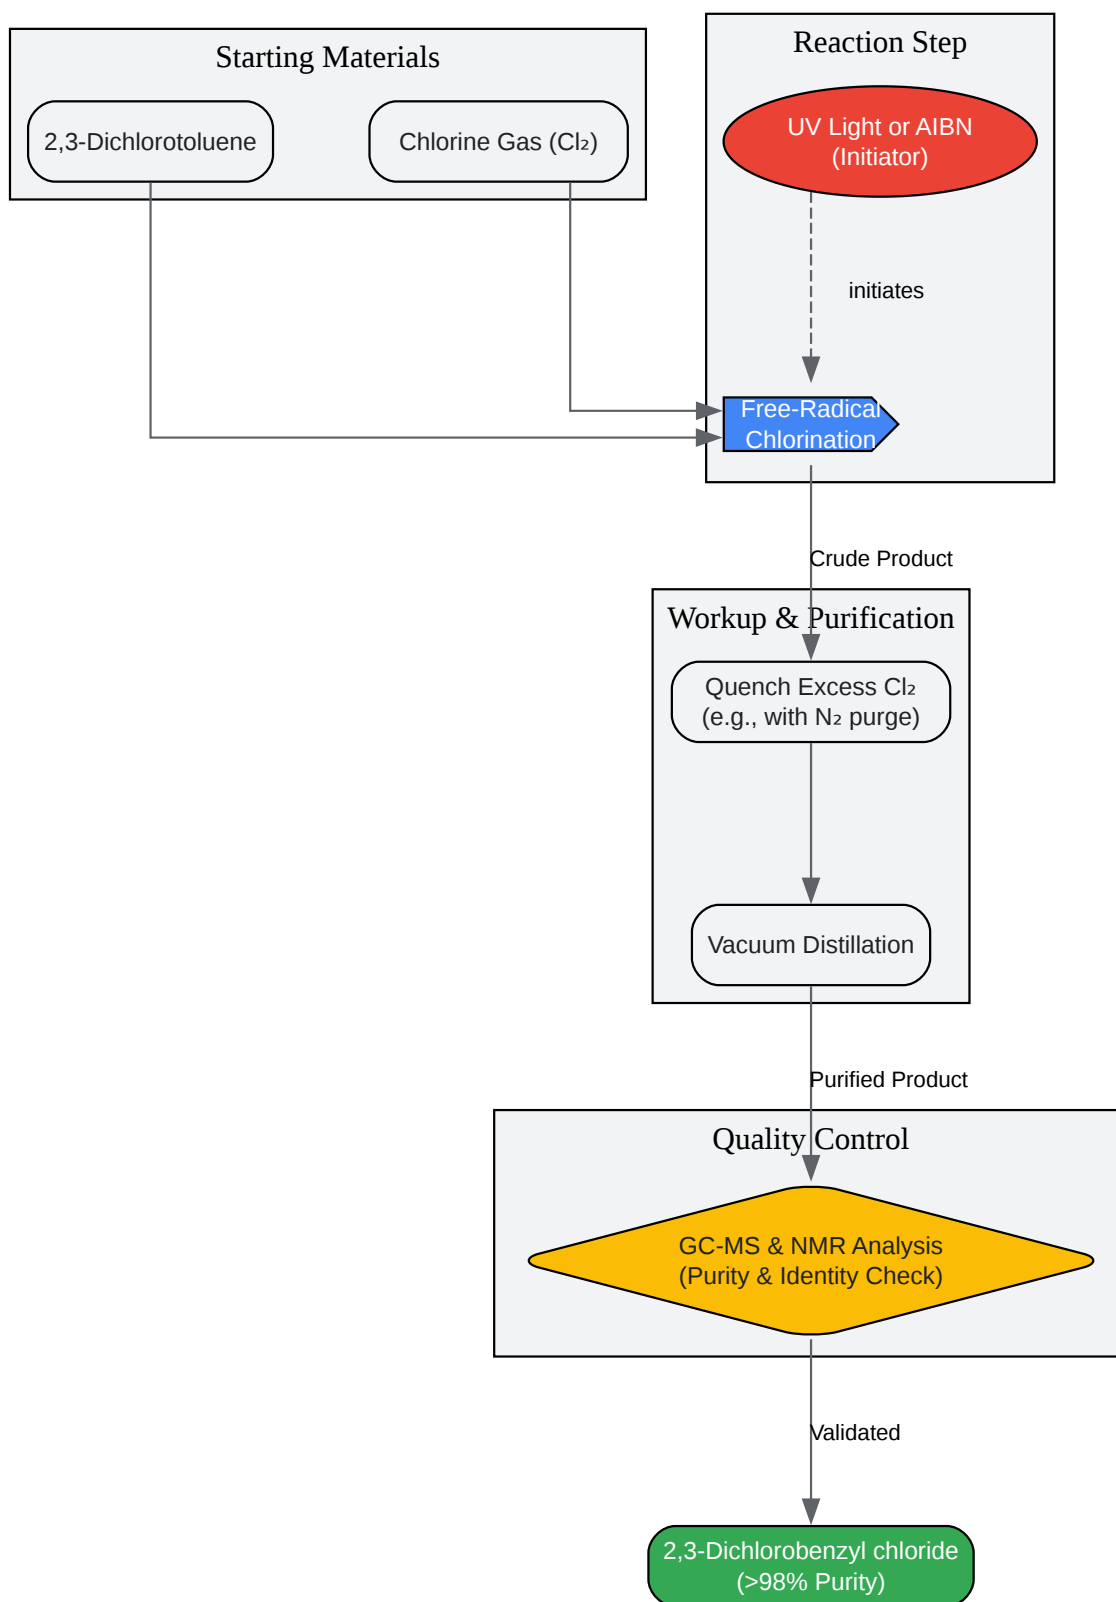 Starting Materials
2,3-Dichlorotoluene
Chlorine Gas (Cl₂)
Reaction Step
UV Light or AIBN
(Initiator)
initiates
Free-Radical
Chlorination
Crude Product
Workup & Purification
Quench Excess Cl₂
(e.g., with N₂ purge)
Vacuum Distillation
Purified Product
Quality Control
GC-MS & NMR Analysis
(Purity & Identity Check)
Validated
2,3-Dichlorobenzyl chloride
(>98% Purity)